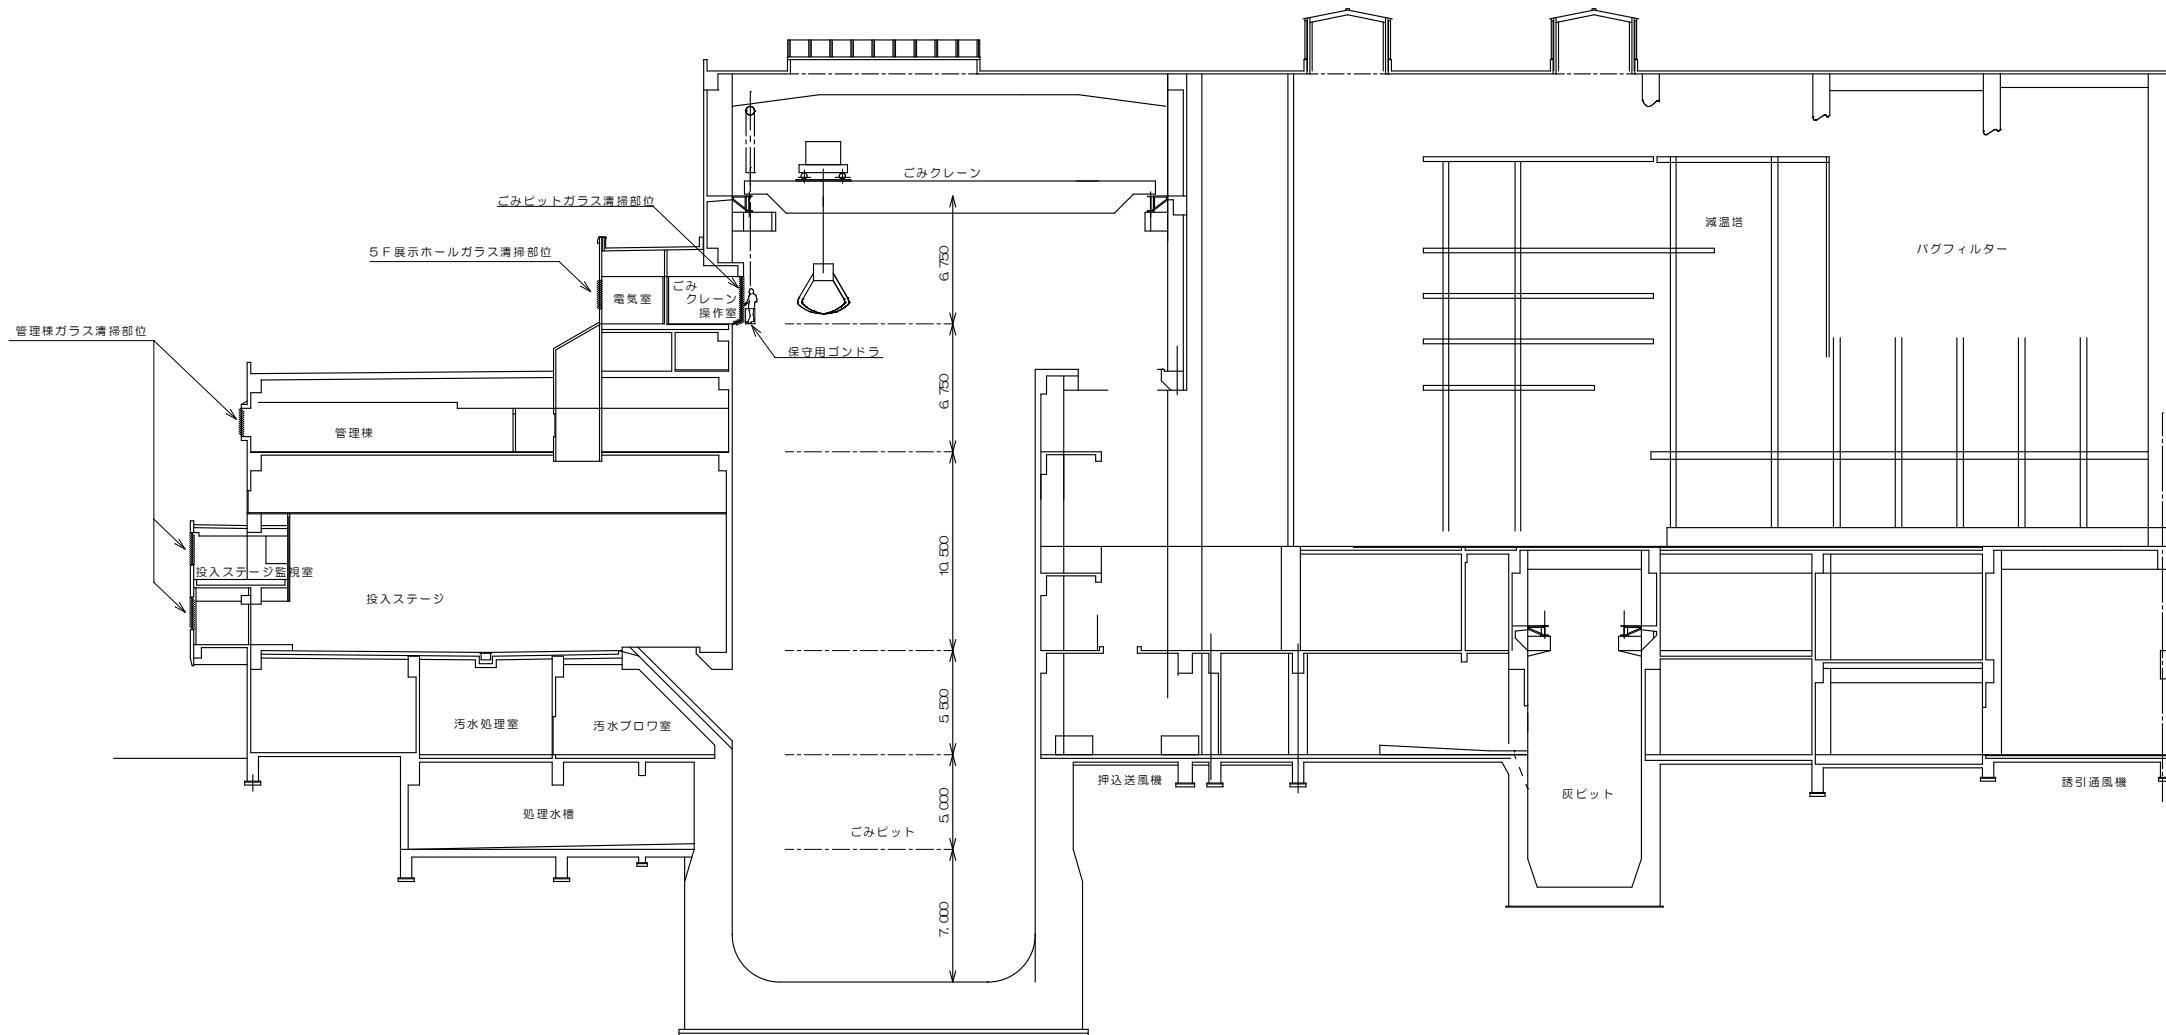 ごみクレーン
ごみピットガラス清掃部位
減温塔
バグフィルター
5F展示ホールガラス清掃部位
6,750
電気室
ごみ
クレーン
操作室
管理棟ガラス清掃部位
保守用ゴンドラ
6,750
管理棟
10,500
投入ステージ監視室
投入ステージ
5,500
汚水処理室
汚水ブロワ室
押込送風機
誘引通風機
灰ピット
5,000
処理水槽
ごみピット
7,000